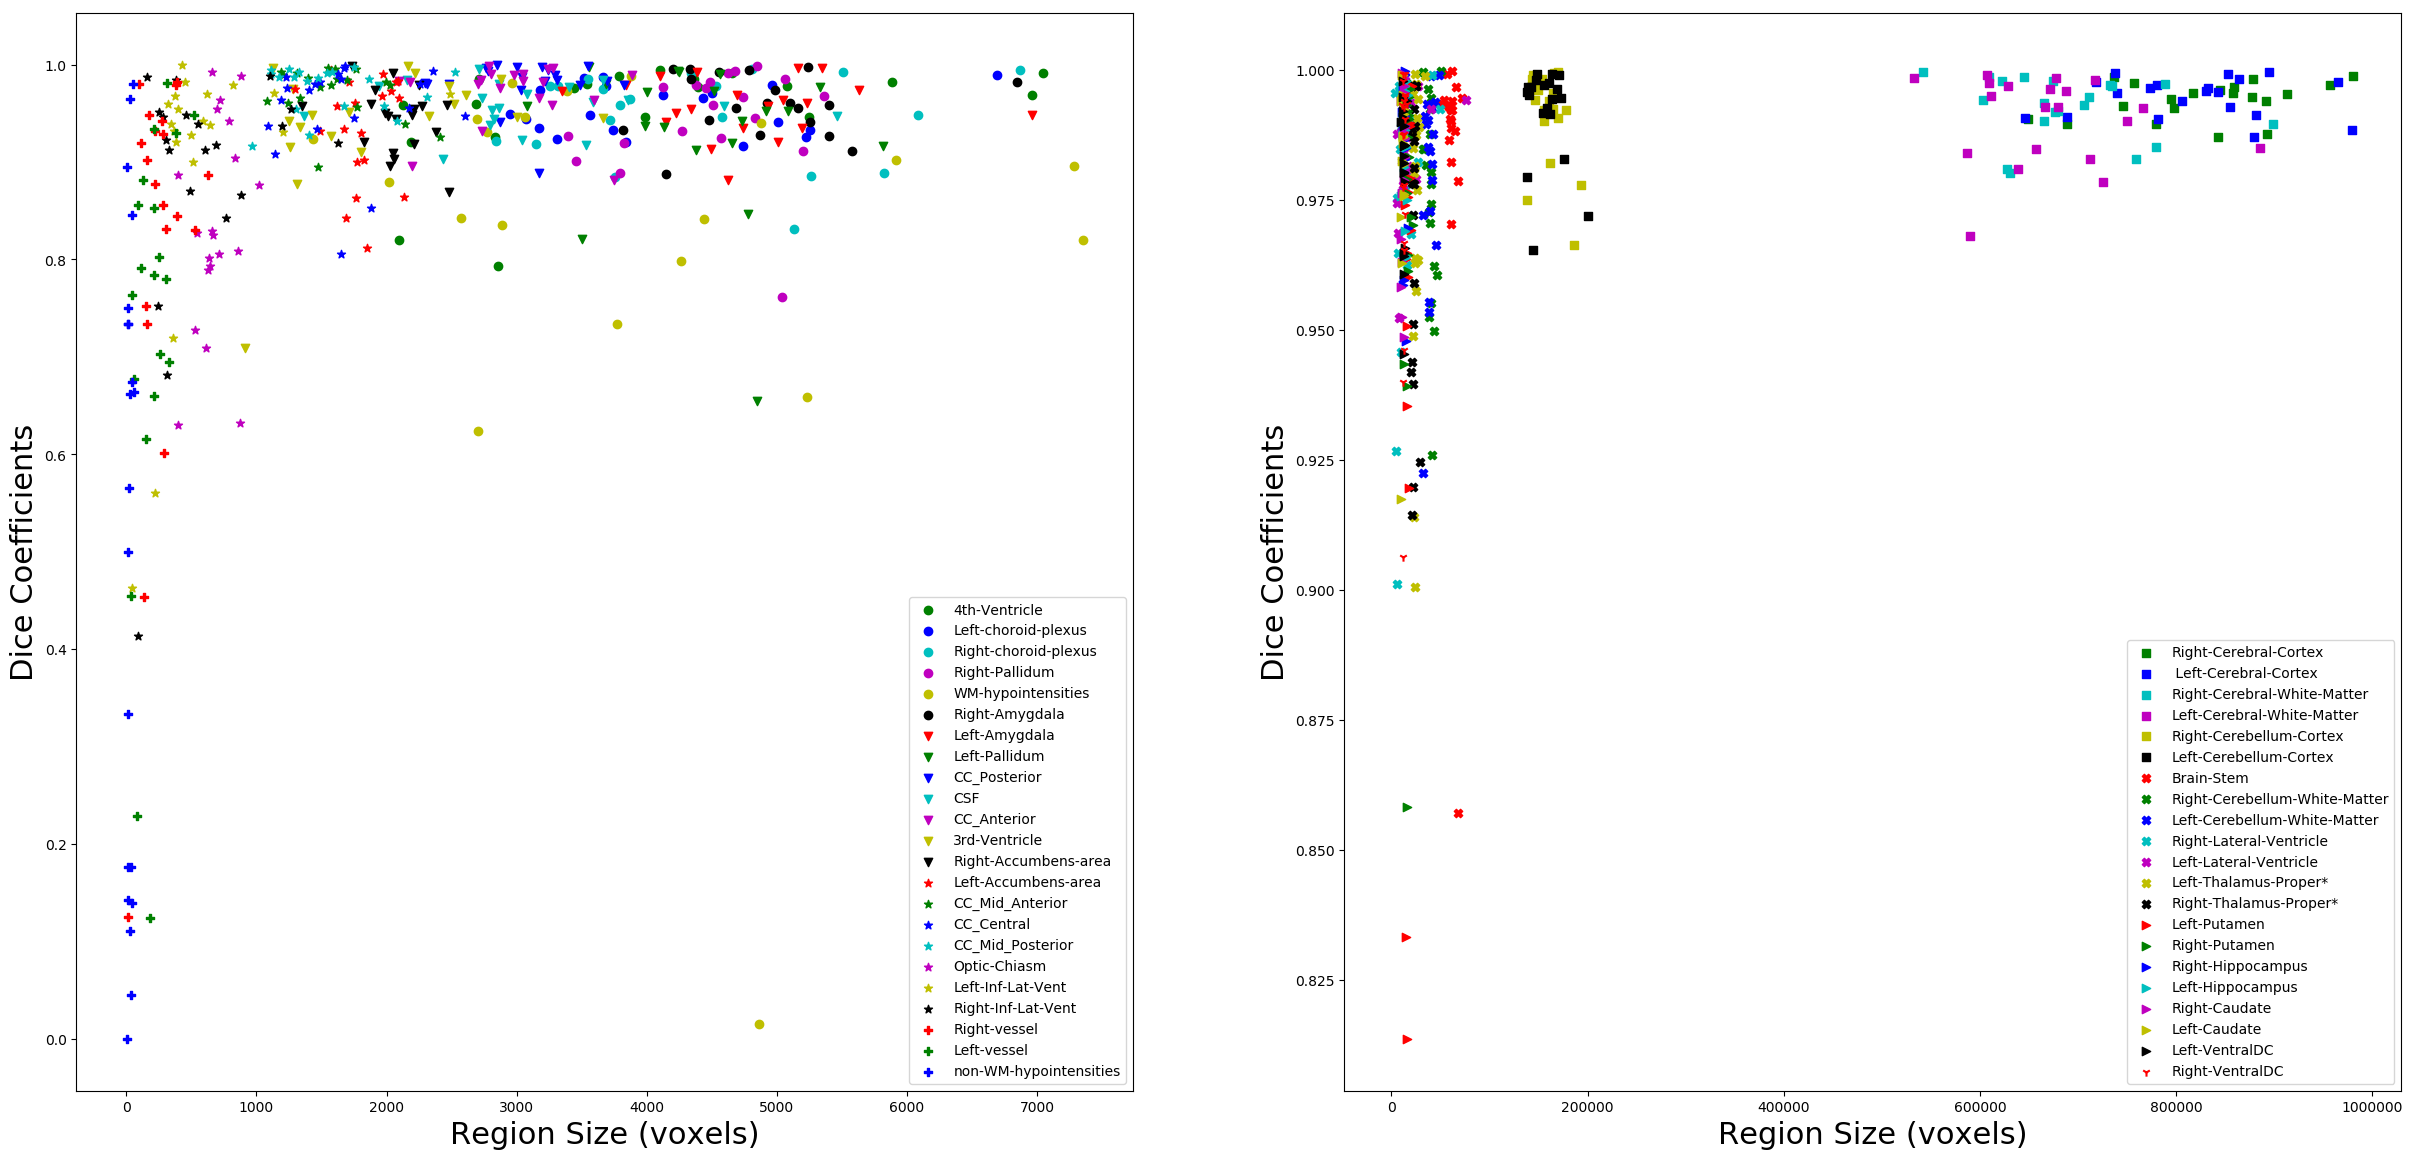 1.0
0.8
0.6
0.4
0.2
0.0
Dice Coefficients
0 1000 2000 3000 4000 5000 6000 7000
Region Size (voxels)
4th-Ventricle
Left-choroid-plexus
Right-choroid-plexus
Right-Pallidum
WM-hypointensities
Right-Amygdala
Left-Amygdala
Left-Pallidum
CC_Posterior
CSF
CC_Anterior
3rd-Ventricle
Right-Accumbens-area
Left-Accumbens-area
CC_Mid_Anterior
CC_Central
CC_Mid_Posterior
Optic-Chiasm
Left-Inf-Lat-Vent
Right-Inf-Lat-Vent
Right-vessel
Left-vessel
non-WM-hypointensities
1.000
0.975
0.950
0.925
0.900
0.875
0.850
0.825
Dice Coefficients
0 200000 400000 600000 800000 1000000
Region Size (voxels)
Right-Cerebral-Cortex
Left-Cerebral-Cortex
Right-Cerebral-White-Matter
Left-Cerebral-White-Matter
Right-Cerebellum-Cortex
Left-Cerebellum-Cortex
Brain-Stem
Right-Cerebellum-White-Matter
Left-Cerebellum-White-Matter
Right-Lateral-Ventricle
Left-Lateral-Ventricle
Left-Thalamus-Proper*
Right-Thalamus-Proper*
Left-Putamen
Right-Putamen
Right-Hippocampus
Left-Hippocampus
Right-Caudate
Left-Caudate
Left-VentralDC
Right-VentralDC